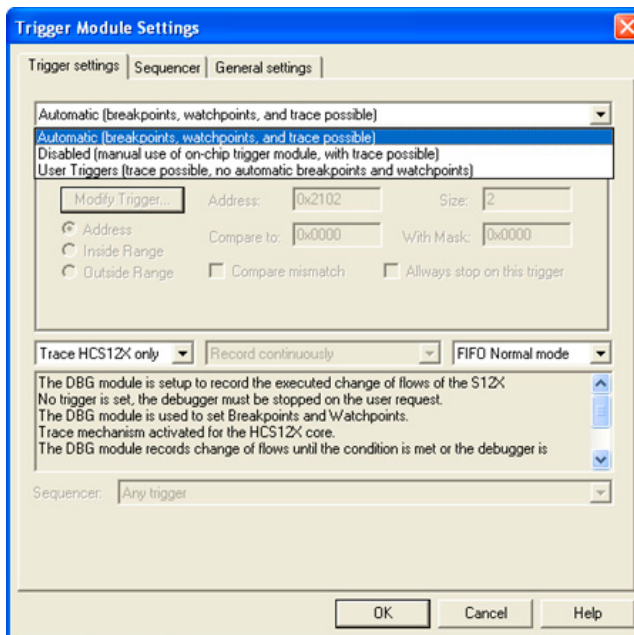 Trigger Module Settings
Trigger settings Sequencer General settings
Automatic (breakpoints, watchpoints, and trace possible)
Automatic (breakpoints, watchpoints, and trace possible)
Disabled (manual use of on-chip trigger module, with trace possible)
User Triggers (trace possible, no automatic breakpoints and watchpoints)
Modify Trigger... Address: 0x2102 Size: 2
Address
Compare to: 0x0000 With Mask: 0x0000
Inside Range
Outside Range Compare mismatch Allways stop on this trigger
Trace HCS12X only Record continuously FIFO Normal mode
The DBG module is setup to record the executed change of flows of the S12X
No trigger is set, the debugger must be stopped on the user request.
The DBG module is used to set Breakpoints and Watchpoints.
Trace mechanism activated for the HCS12X core.
The DBG module records change of flows until the condition is met or the debugger is
Sequencer: Any trigger
OK Cancel Help